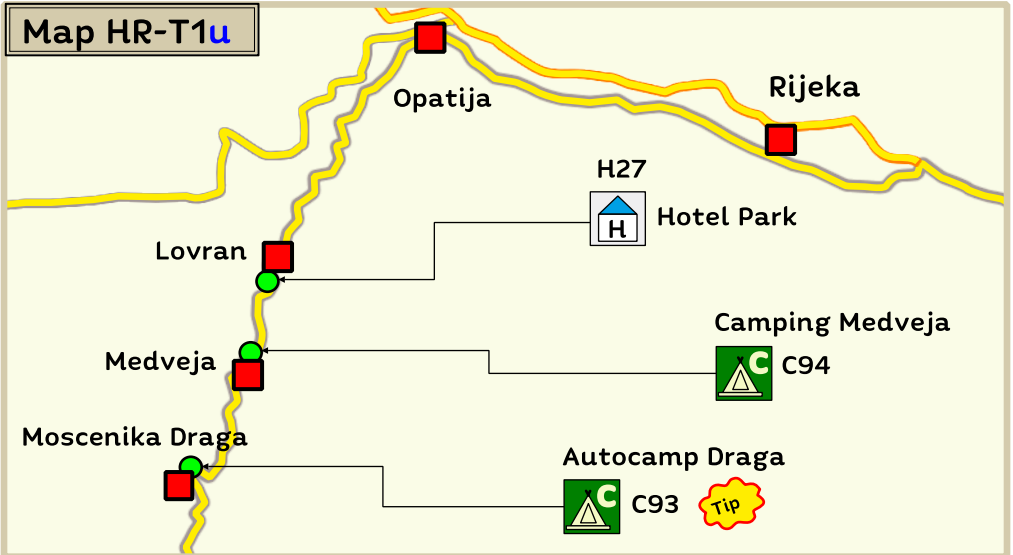 Map HR-T1u
Opatija
Rijeka
H27
H
Hotel Park
Lovran
Camping Medveja
C
C94
Medveja
Moscenika Draga
Autocamp Draga
C
C93
Tip